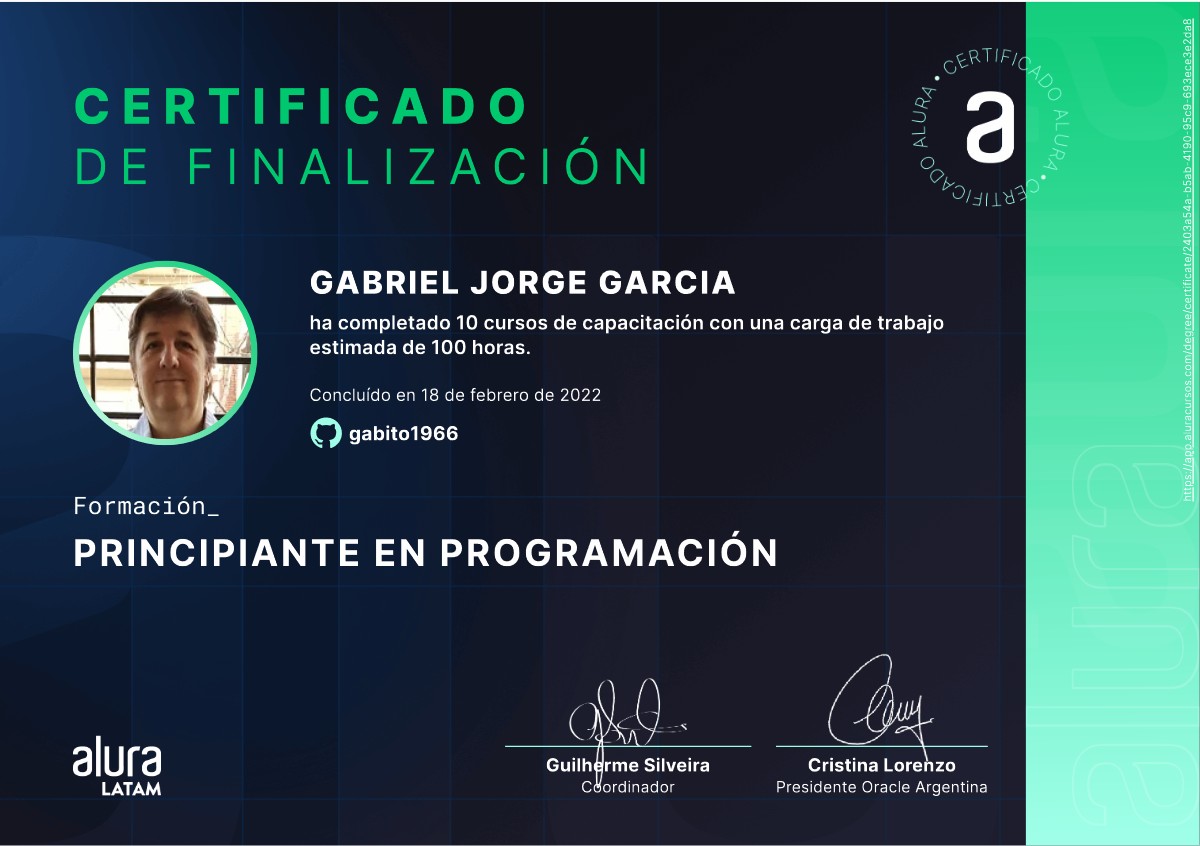 CERTIFICADO
DE FINALIZACIÓN
CERTIFICADO ALURA • CERTIFICADO ALURA •
a
GABRIEL JORGE GARCIA
ha completado 10 cursos de capacitación con una carga de trabajo
estimada de 100 horas.
Concluído en 18 de febrero de 2022
gabito1966
Formación_
PRINCIPIANTE EN PROGRAMACIÓN
alura
LATAM
Guilherme Silveira
Coordinador
Cristina Lorenzo
Presidente Oracle Argentina
https://app.aluracursos.com/degree/certificate/2403a54a-b5ab-4190-95c9-693ece3e2da8
alura